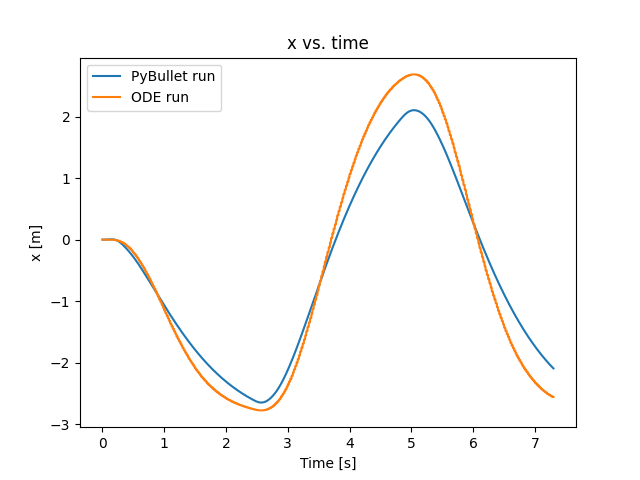 x vs. time
PyBullet run
ODE run
x [m]
2
1
0
−1
−2
−3
0 1 2 3 4 5 6 7
Time [s]